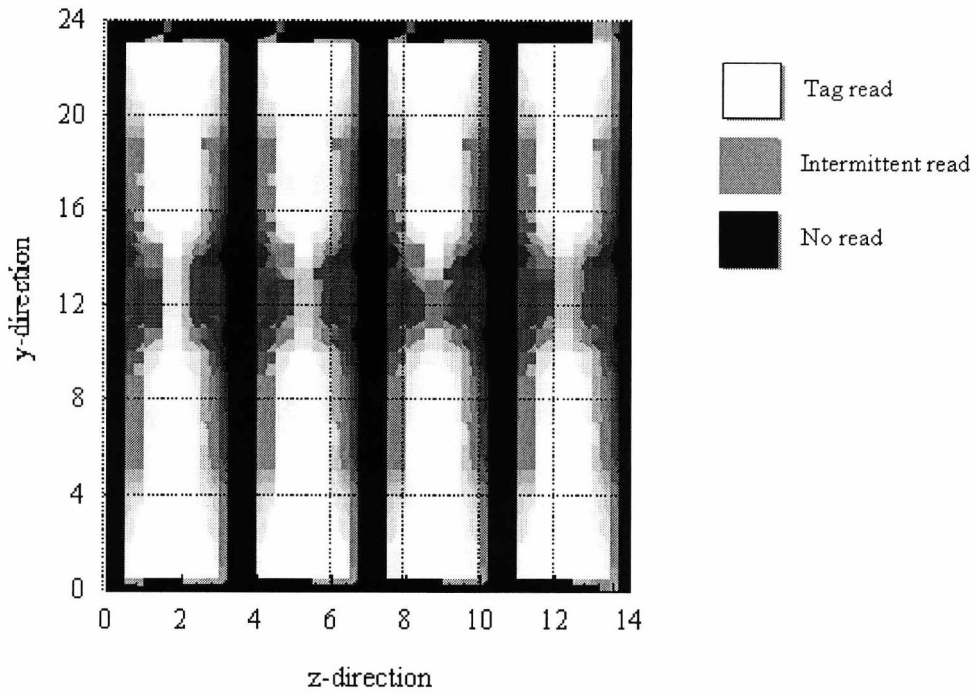 24
20
16
12
8
4
0
y-direction
0 2 4 6 8 10 12 14
z-direction
Tag read
Intermittent read
No read